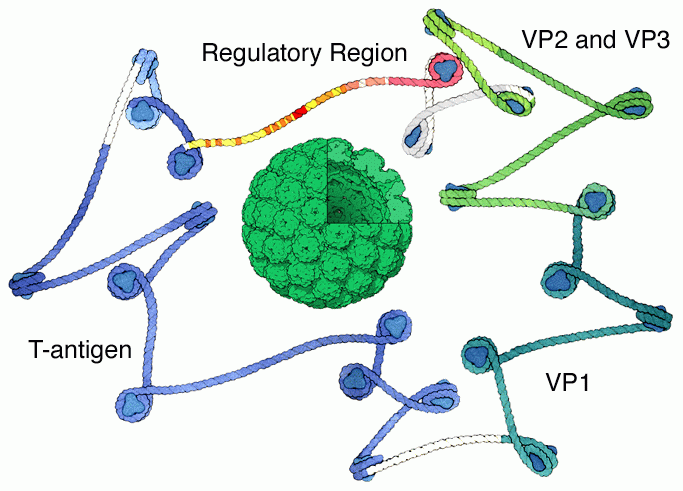 Regulatory Region
VP2 and VP3
T-antigen
VP1